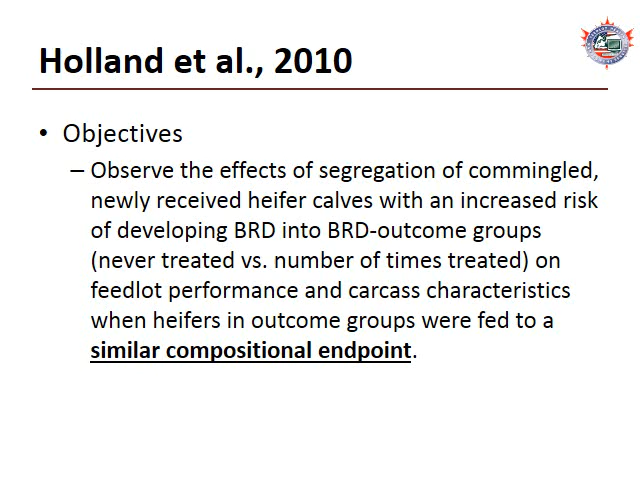 Holland et al., 2010
• Objectives
– Observe the effects of segregation of commingled,
newly received heifer calves with an increased risk
of developing BRD into BRD-outcome groups
(never treated vs. number of times treated) on
feedlot performance and carcass characteristics
when heifers in outcome groups were fed to a
similar compositional endpoint.